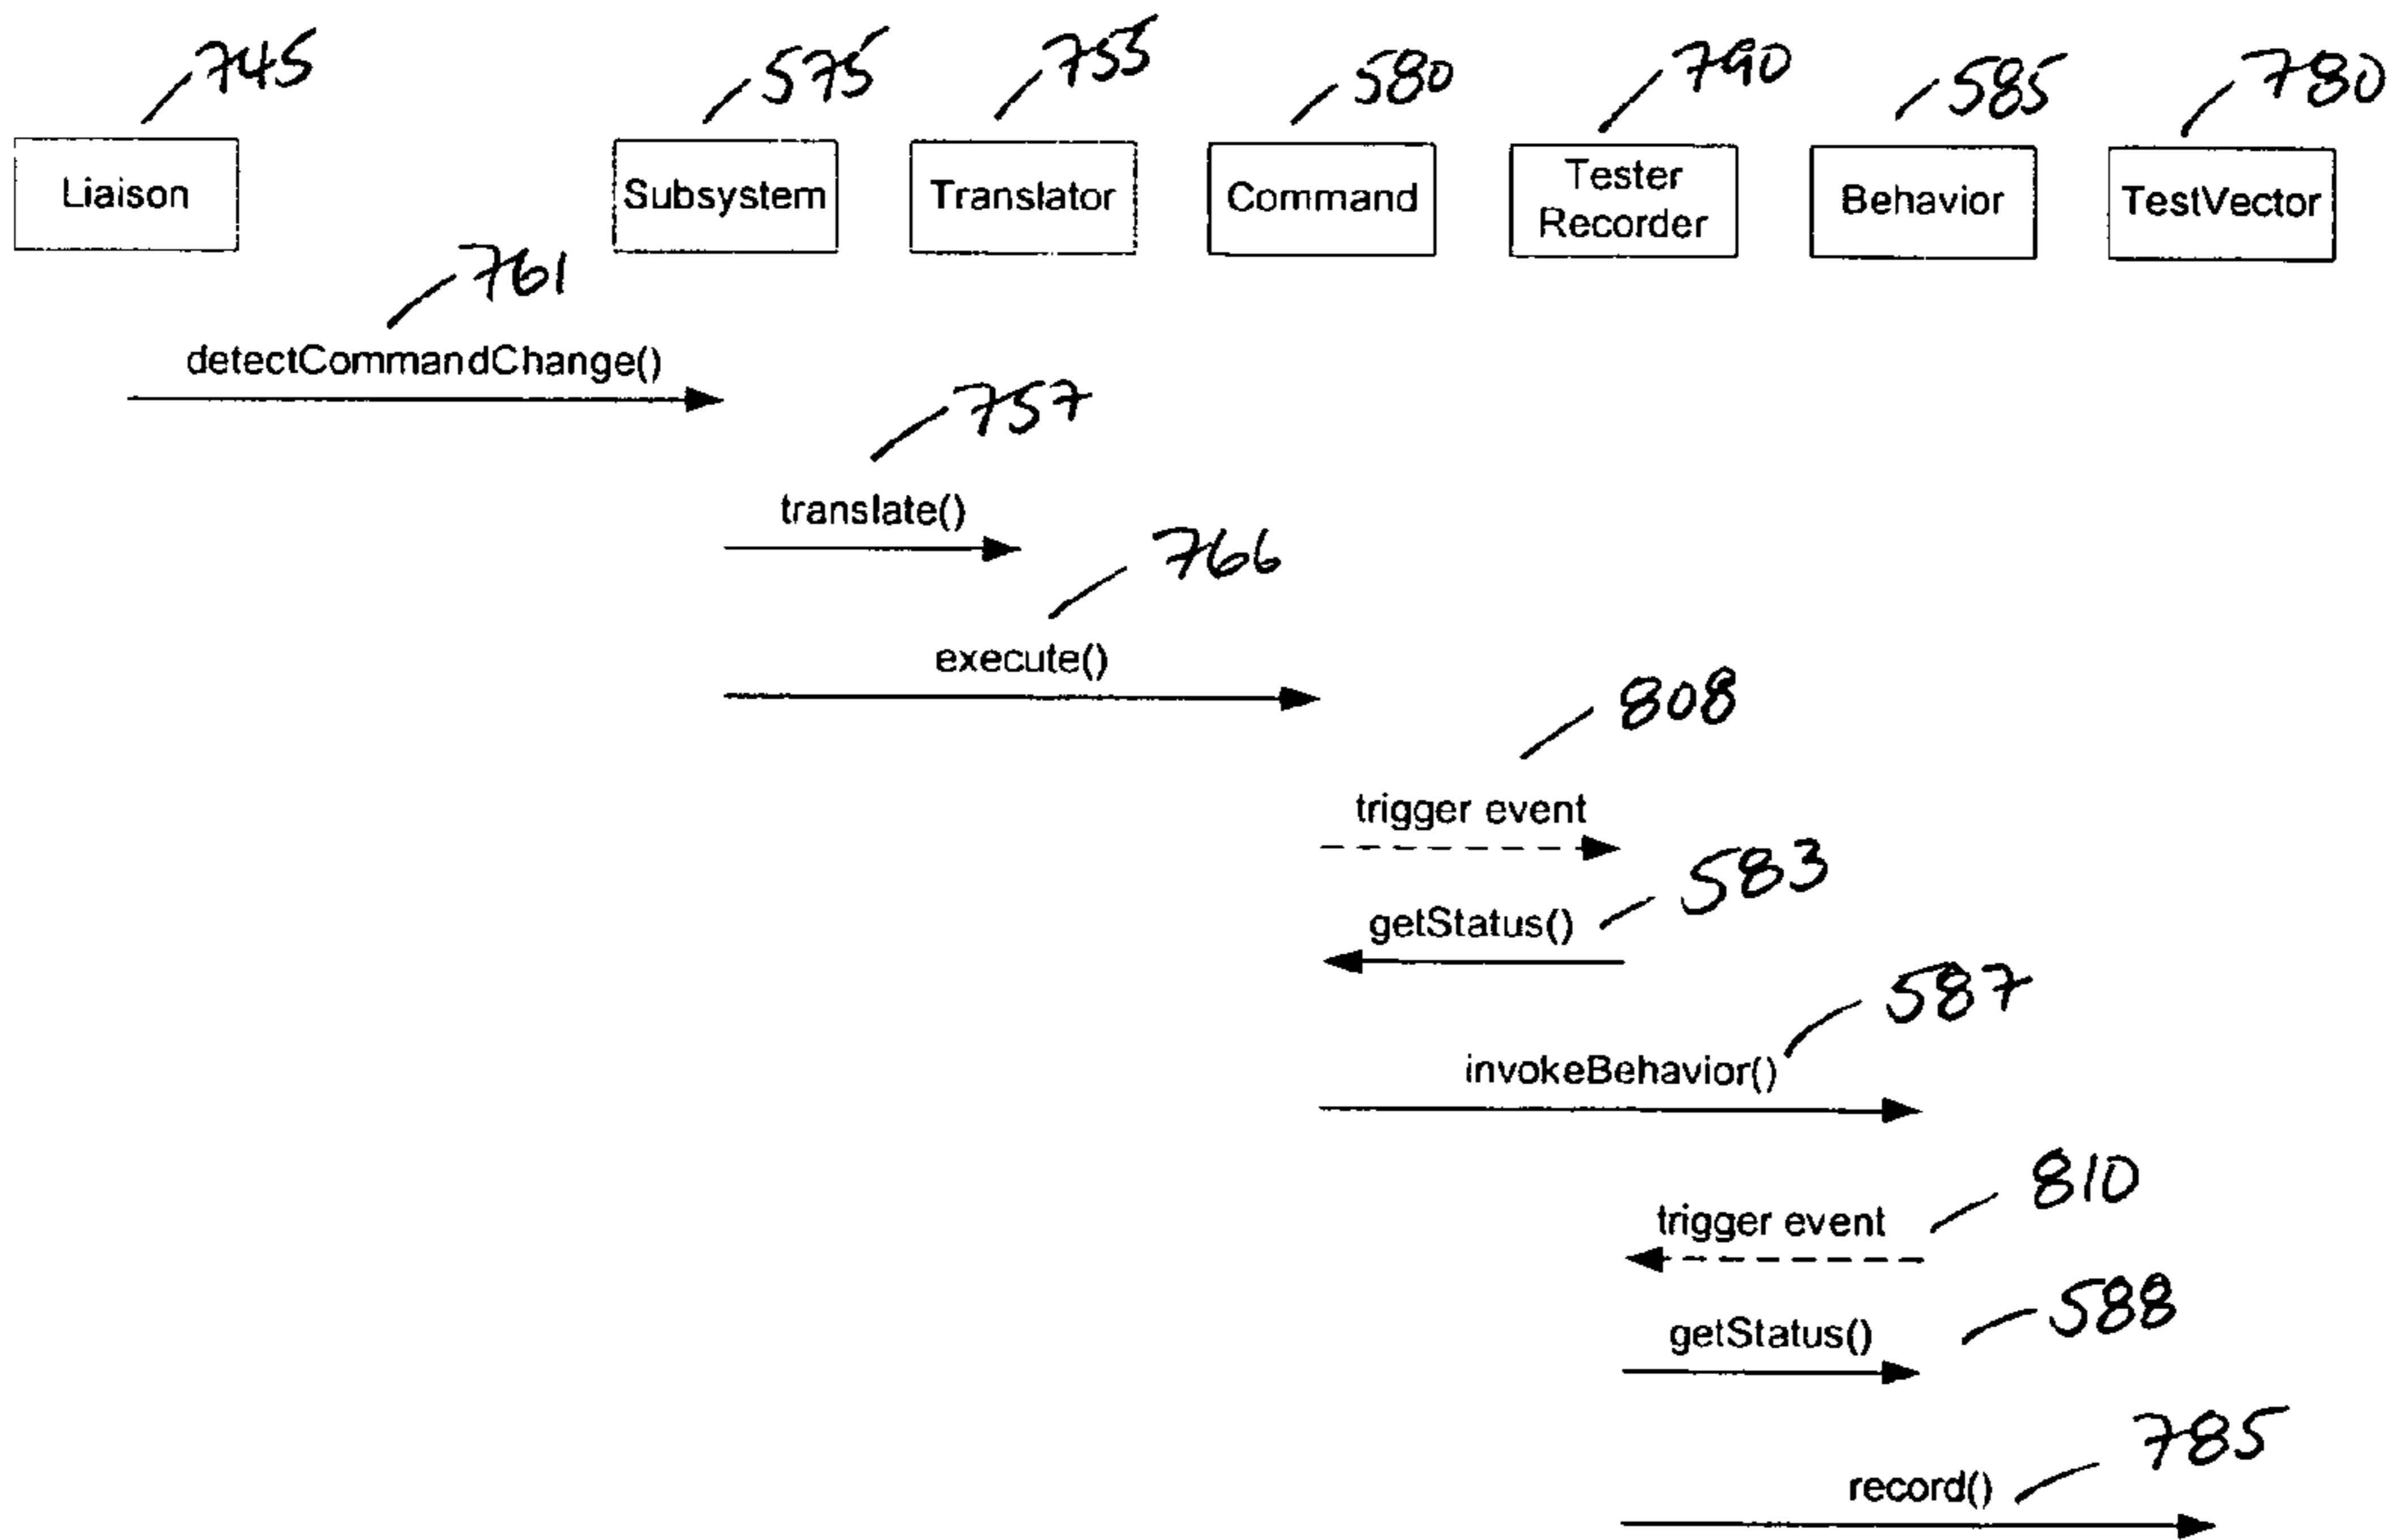 745 575 755 580 790 585 780
Liaison Subsystem Translator Command Tester Recorder Behavior TestVector
761
detectCommandChange()
757
translate()
766
execute()
808
trigger event
583
getStatus()
587
invokeBehavior()
810
trigger event
588
getStatus()
785
record()